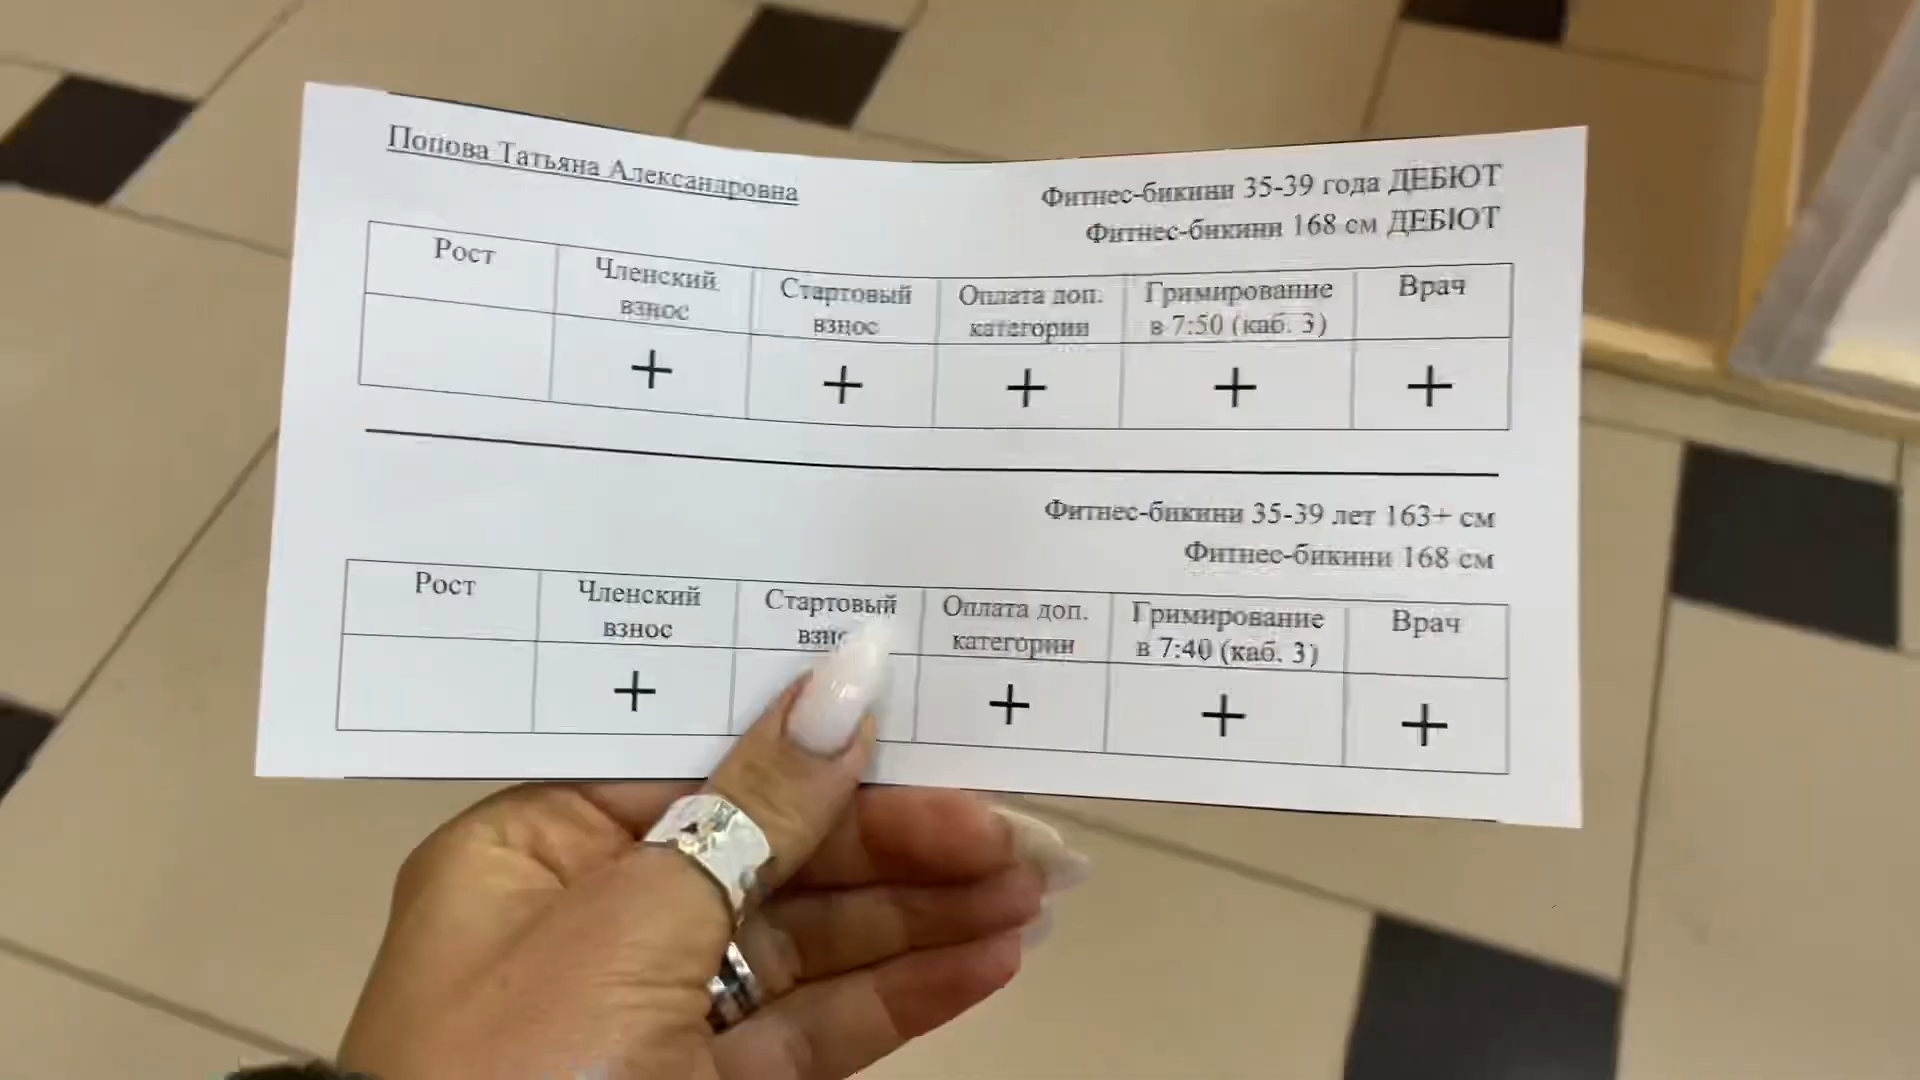 Попова Татьяна Александровна
Фитнес-бикини 35-39 года ДЕБЮТ
Фитнес-бикини 168 см ДЕБЮТ
Рост
Членский взнос
Стартовый взнос
Оплата доп. категории
Гримирование в 7:50 (каб. 3)
Врач
+ + + + +
Фитнес-бикини 35-39 лет 163+ см
Фитнес-бикини 168 см
Рост
Членский взнос
Стартовый
Оплата доп. категории
Гримирование в 7:40 (каб. 3)
Врач
+ + + +